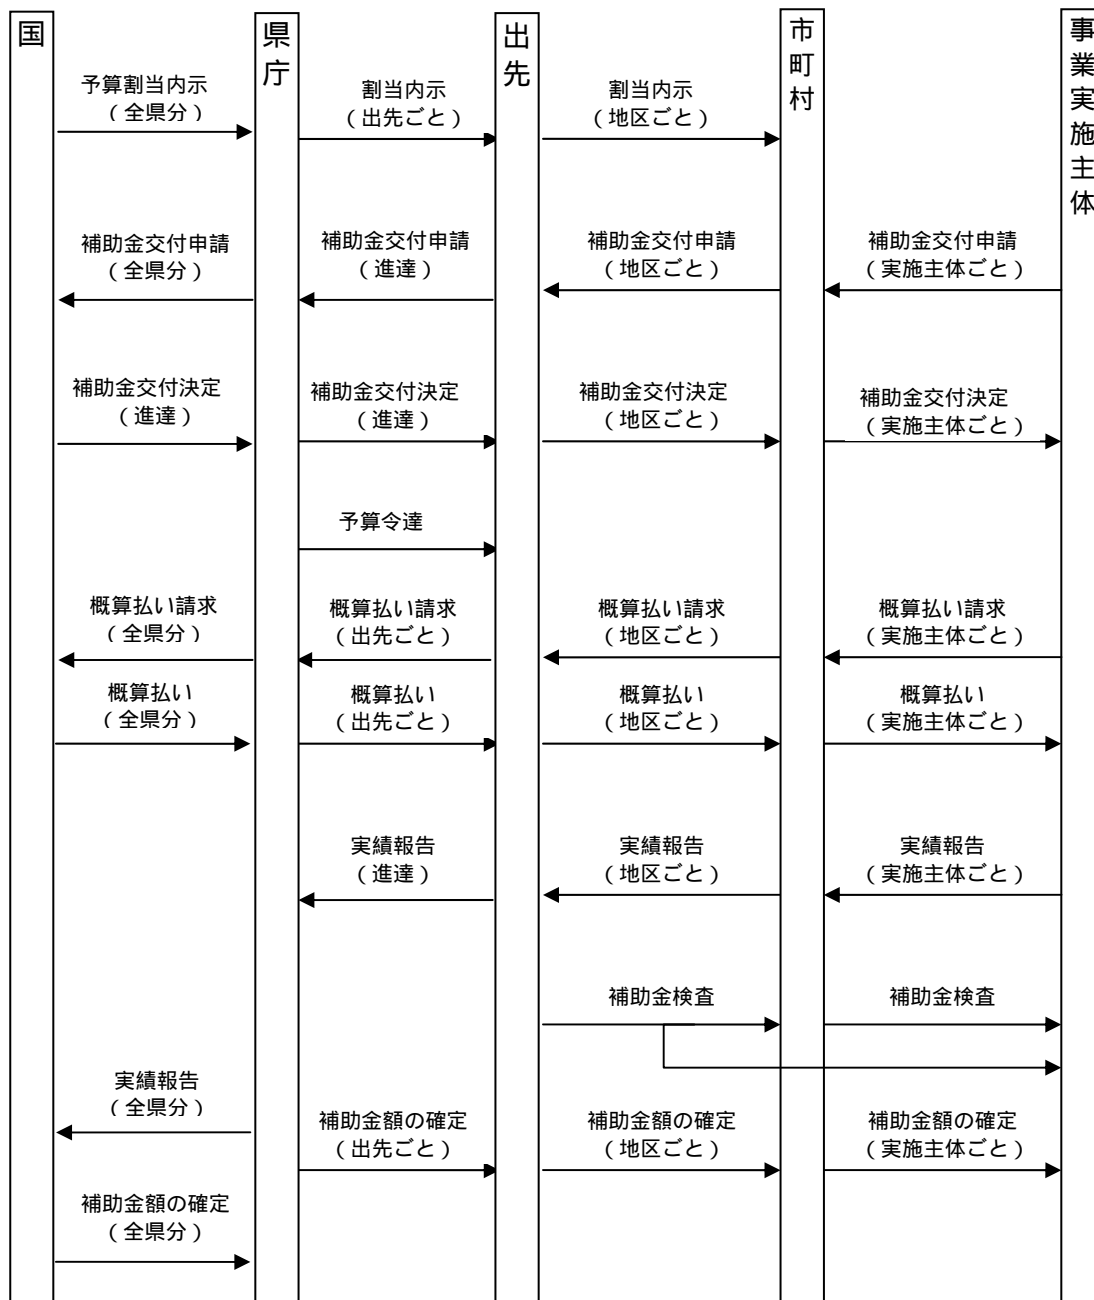 国
県庁
出先
市町村
事業実施主体
予算割当内示
（全県分）
割当内示
（出先ごと）
割当内示
（地区ごと）
補助金交付申請
（全県分）
補助金交付申請
（進達）
補助金交付申請
（地区ごと）
補助金交付申請
（実施主体ごと）
補助金交付決定
（進達）
補助金交付決定
（進達）
補助金交付決定
（地区ごと）
補助金交付決定
（実施主体ごと）
予算令達
概算払い請求
（全県分）
概算払い請求
（出先ごと）
概算払い請求
（地区ごと）
概算払い請求
（実施主体ごと）
概算払い
（全県分）
概算払い
（出先ごと）
概算払い
（地区ごと）
概算払い
（実施主体ごと）
実績報告
（進達）
実績報告
（地区ごと）
実績報告
（実施主体ごと）
補助金検査
補助金検査
実績報告
（全県分）
補助金額の確定
（出先ごと）
補助金額の確定
（地区ごと）
補助金額の確定
（実施主体ごと）
補助金額の確定
（全県分）